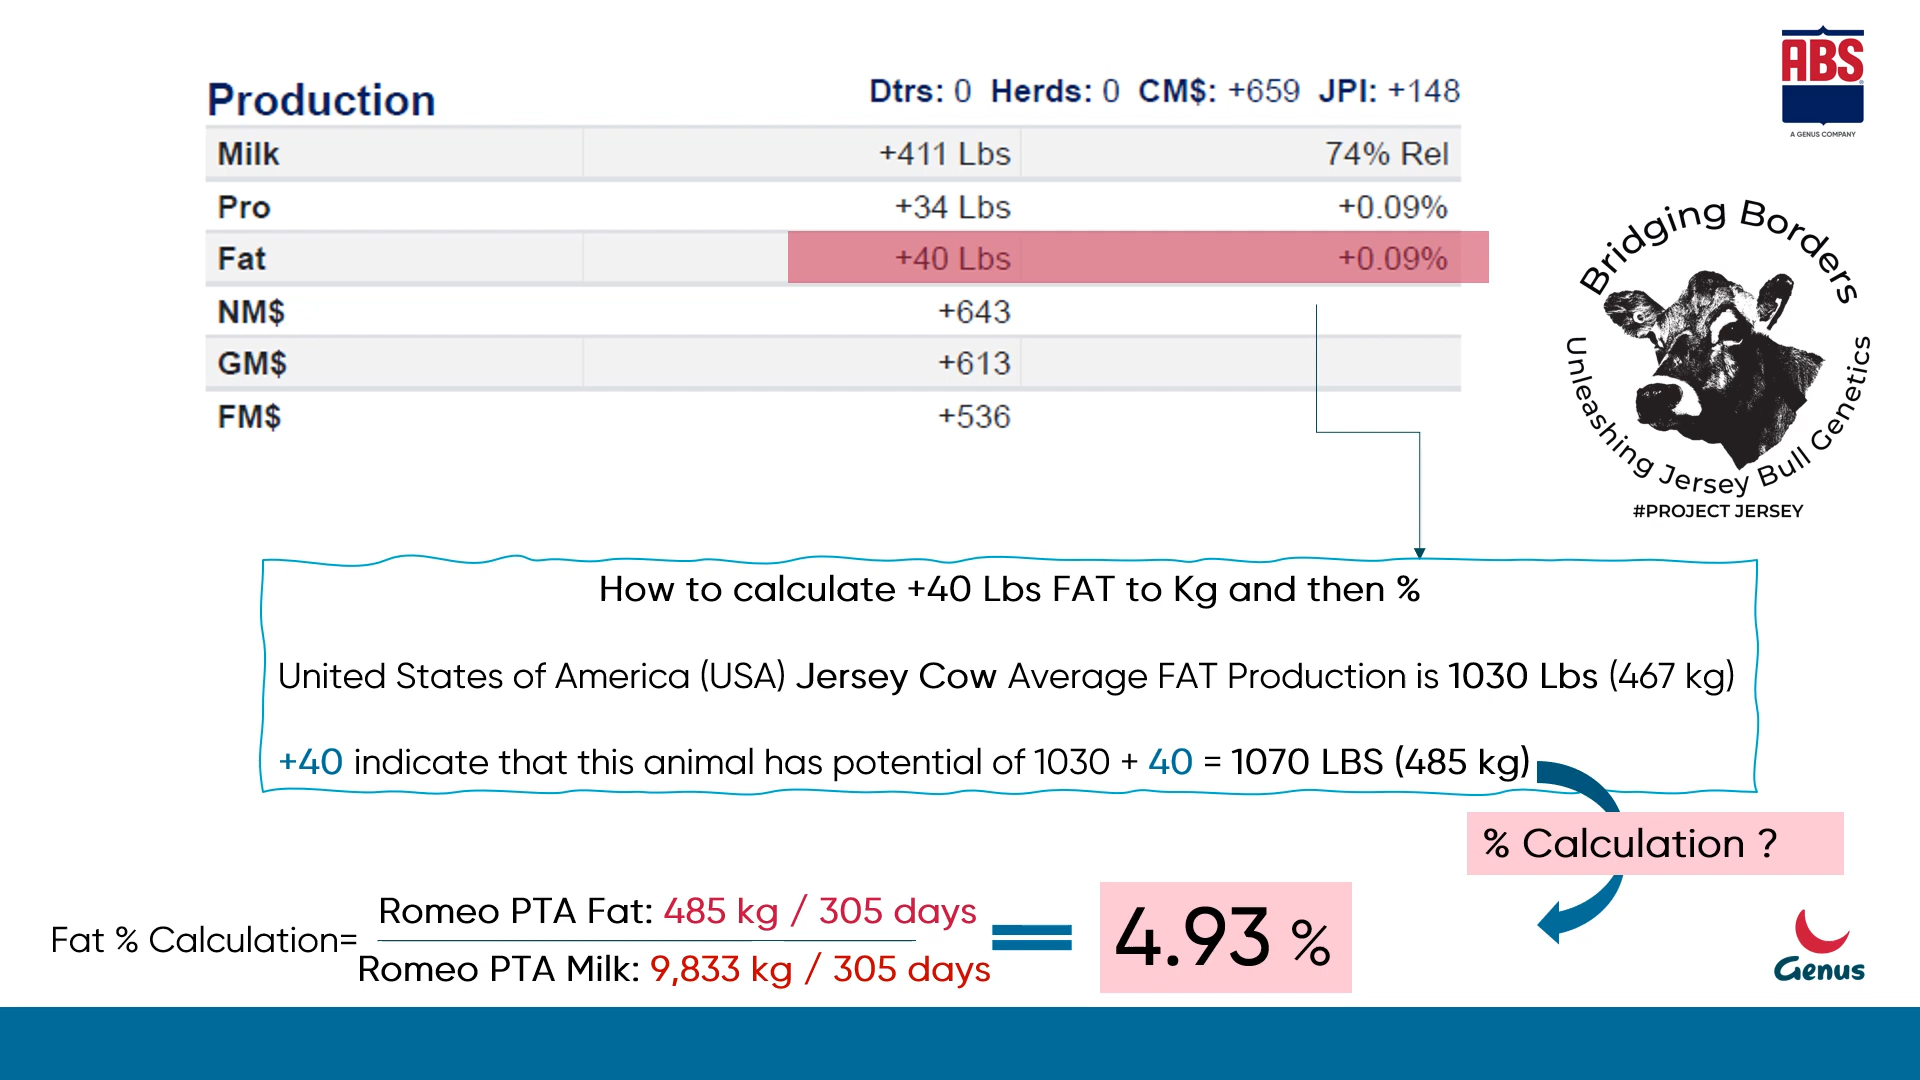 ABS
A GENUS COMPANY
Production
Dtrs: 0 Herds: 0 CM$: +659 JPI: +148
Milk +411 Lbs 74% Rel
Pro +34 Lbs +0.09%
Fat +40 Lbs +0.09%
NM$ +643
GM$ +613
FM$ +536
Bridging Borders
Unleashing Jersey Bull Genetics
#PROJECT JERSEY
How to calculate +40 Lbs FAT to Kg and then %
United States of America (USA) Jersey Cow Average FAT Production is 1030 Lbs (467 kg)
+40 indicate that this animal has potential of 1030 + 40 = 1070 LBS (485 kg)
% Calculation ?
Fat % Calculation=
Romeo PTA Fat: 485 kg / 305 days
Romeo PTA Milk: 9,833 kg / 305 days
= 4.93 %
Genus